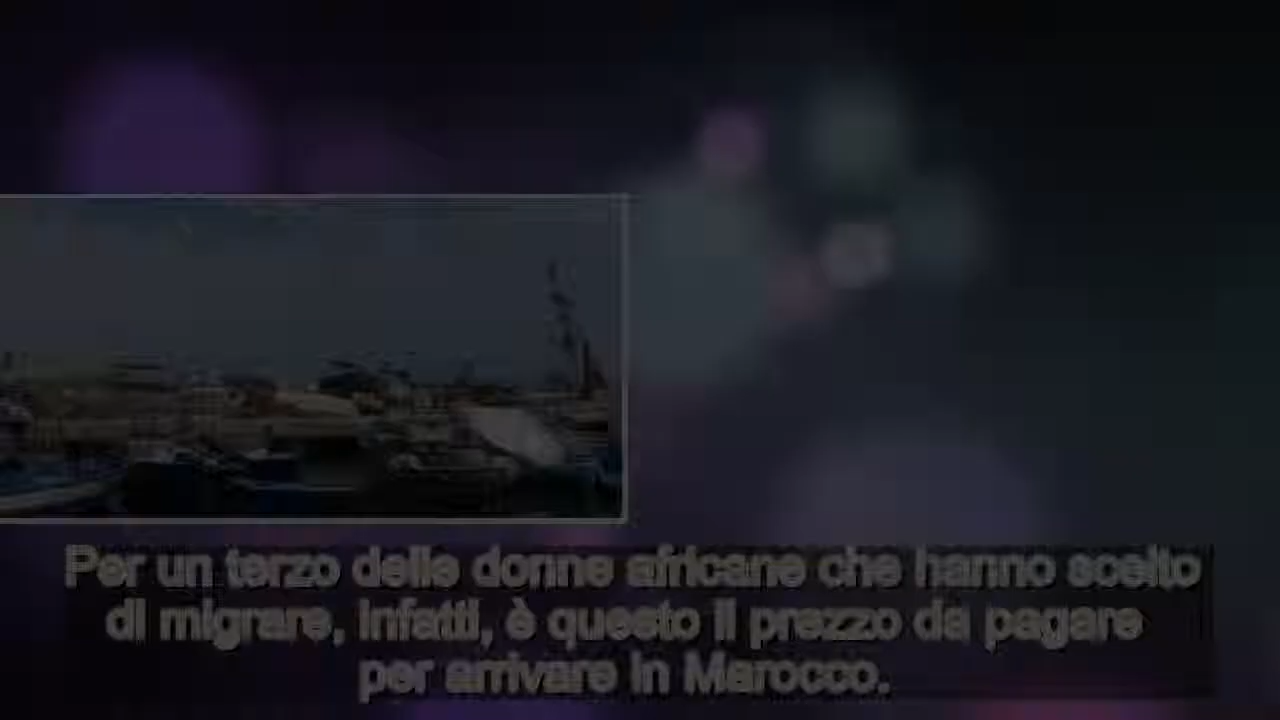 Per un terzo delle donne africane che hanno scelto
di migrare, infatti, è questo il prezzo da pagare
per arrivare in Marocco.